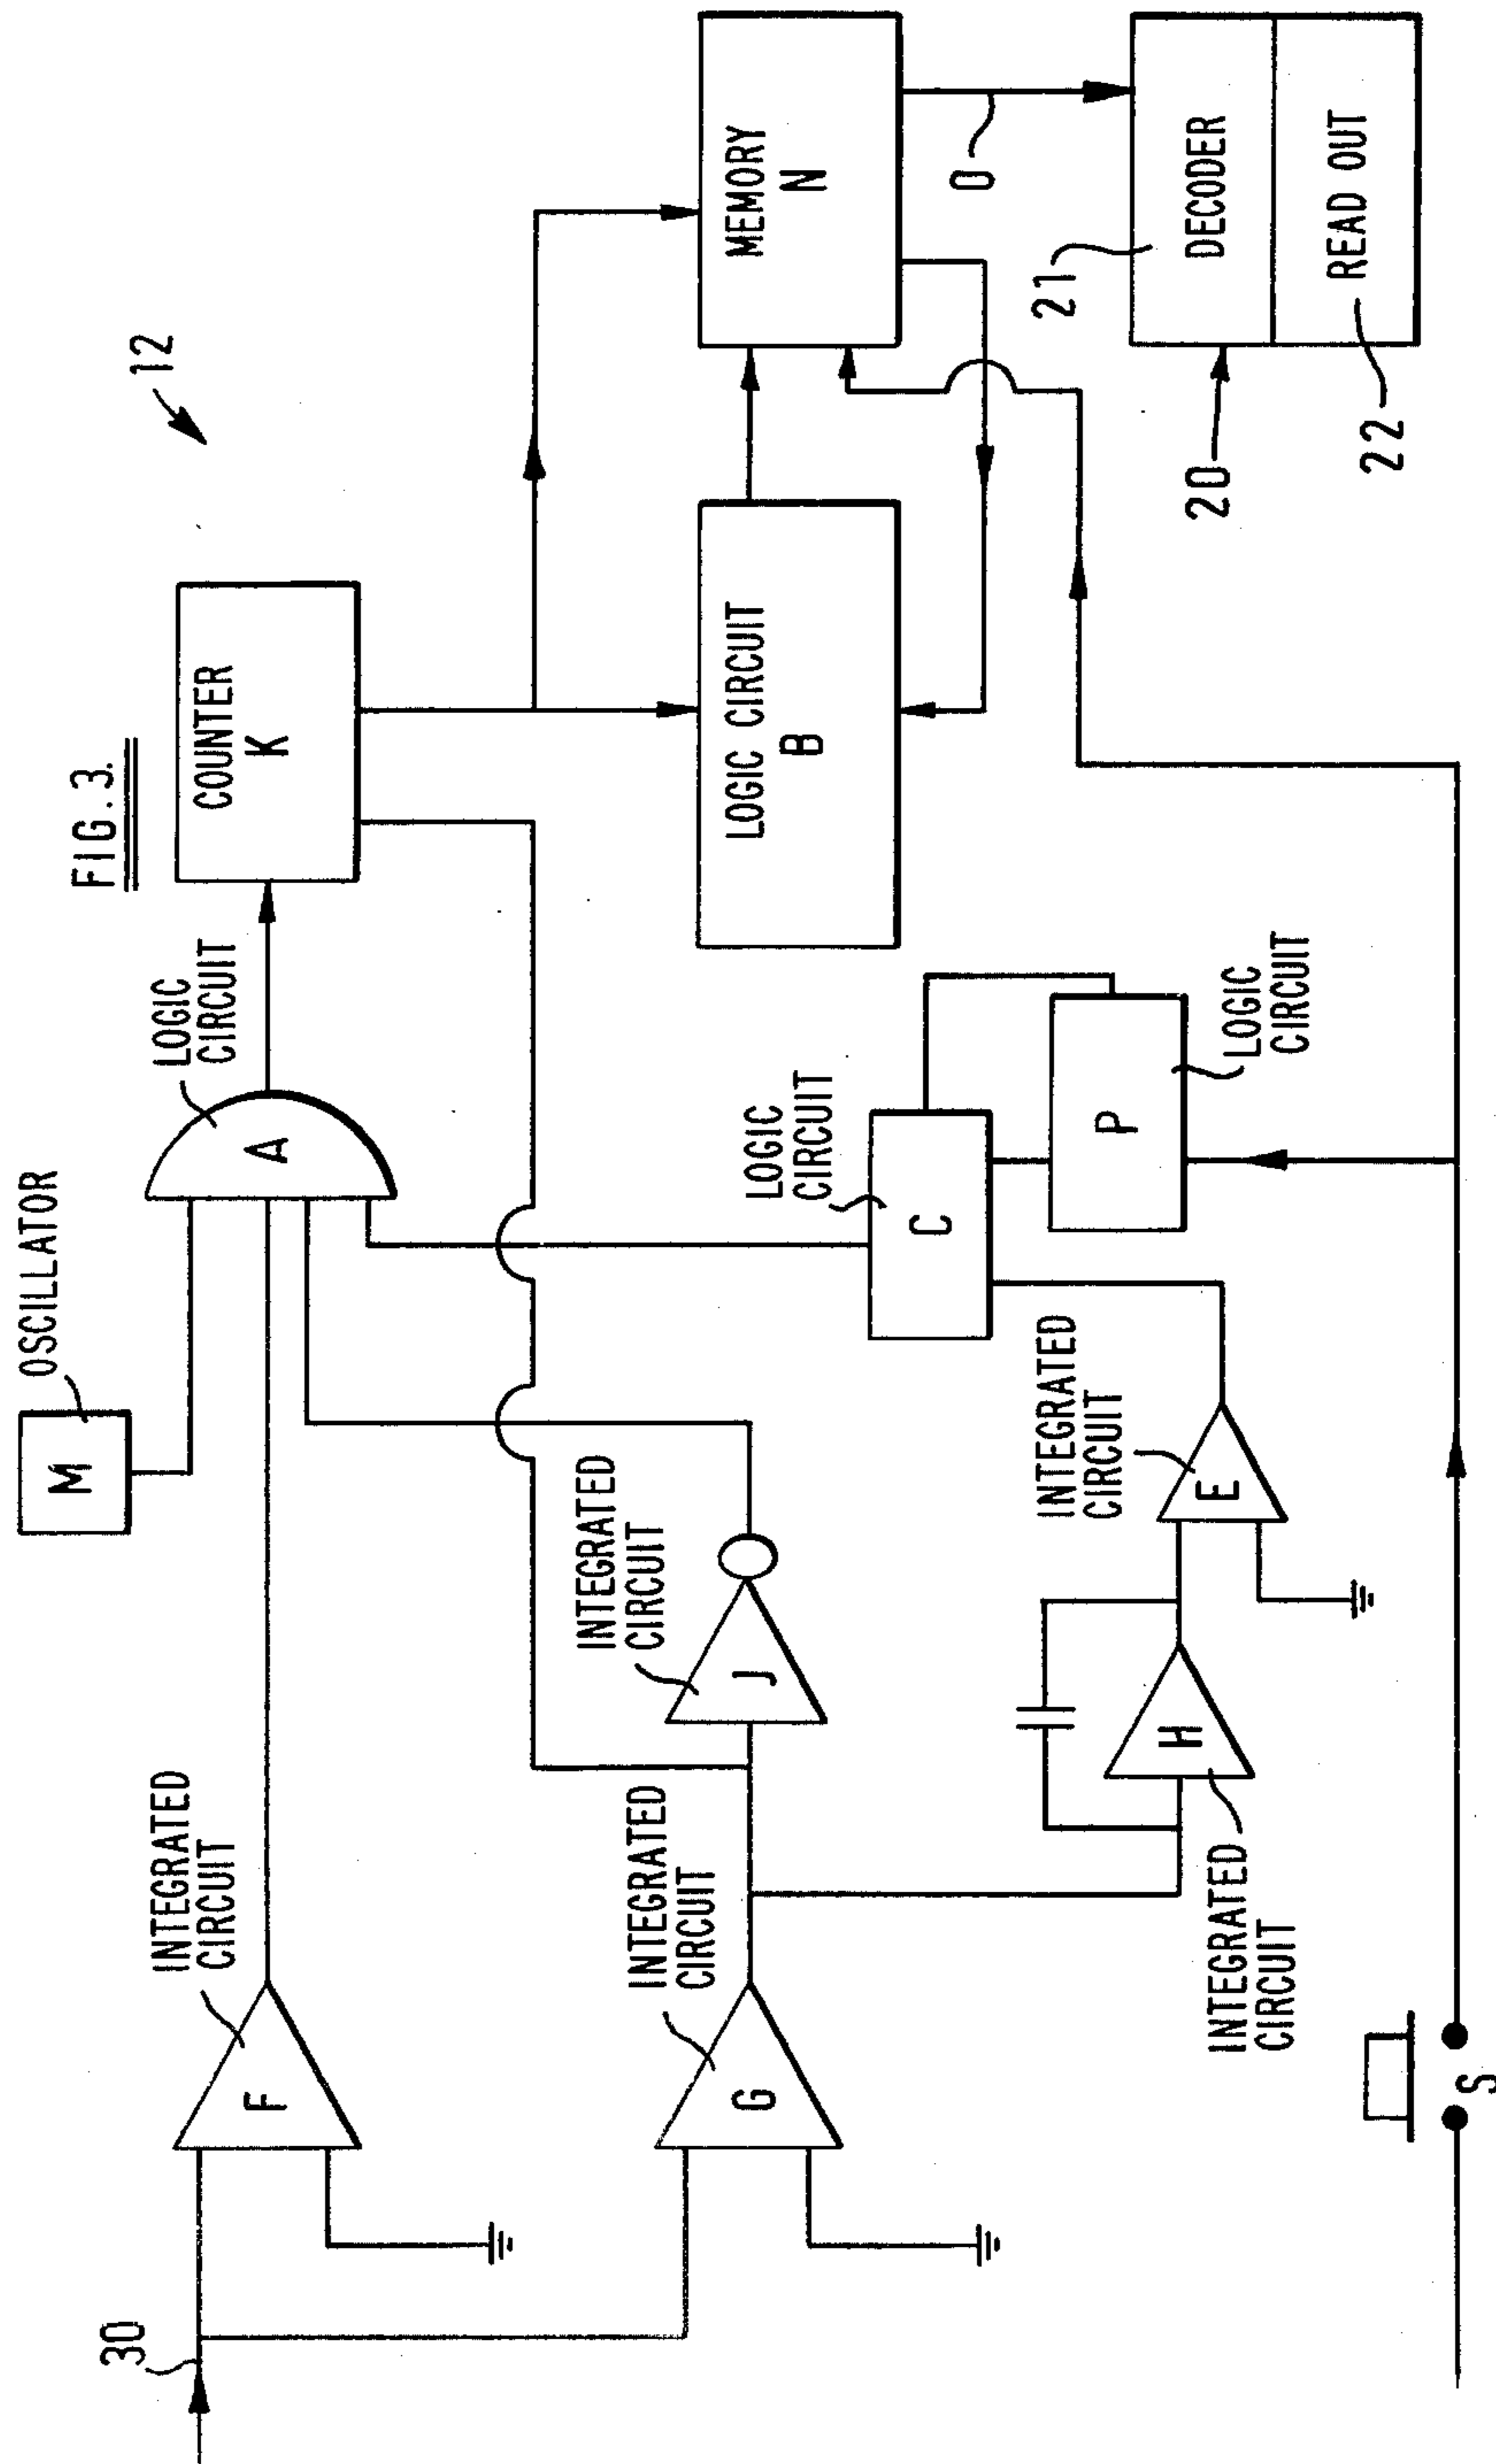 FIG. 3.
12
30
INTEGRATED
CIRCUIT
F
OSCILLATOR
M
LOGIC
CIRCUIT
A
COUNTER
K
INTEGRATED
CIRCUIT
G
INTEGRATED
CIRCUIT
J
LOGIC
CIRCUIT
C
LOGIC CIRCUIT
B
MEMORY
N
O
INTEGRATED
CIRCUIT
H
INTEGRATED
CIRCUIT
E
P
LOGIC
CIRCUIT
21
DECODER
20
READ OUT
22
S